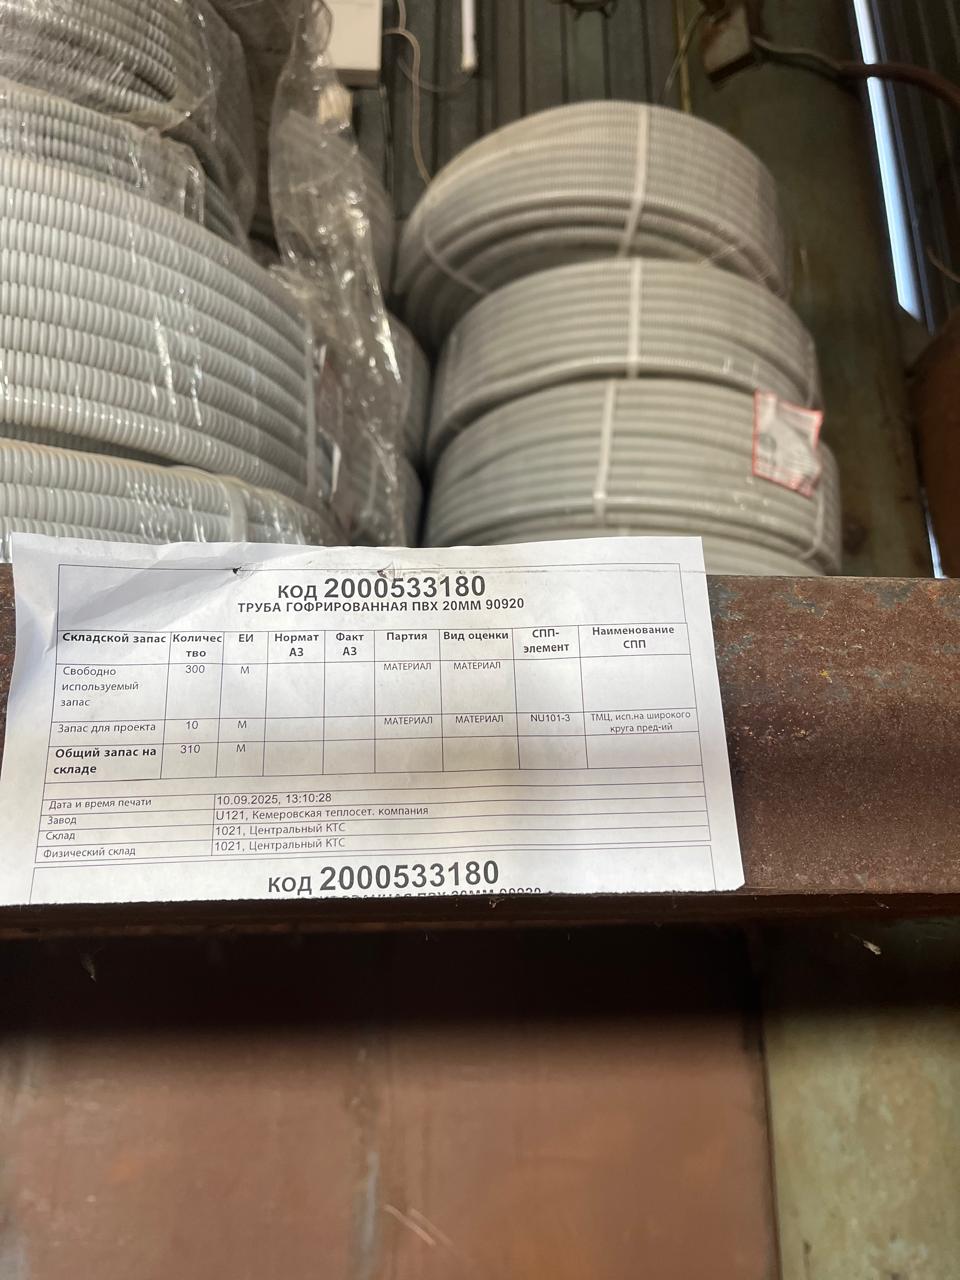 код 2000533180
ТРУБА ГОФРИРОВАННАЯ ПВХ 20ММ 90920
Складской запас Количес тво ЕИ Нормат АЗ Факт АЗ Партия Вид оценки СПП-элемент Наименование СПП
Свободно используемый запас 300 М МАТЕРИАЛ МАТЕРИАЛ
Запас для проекта 10 М МАТЕРИАЛ МАТЕРИАЛ NU101-3 ТМЦ, исп.на широкого круга пред-ий
Общий запас на складе 310 М
Дата и время печати 10.09.2025, 13:10:28
Завод U121, Кемеровская теплосет. компания
Склад 1021, Центральный КТС
Физический склад 1021, Центральный КТС
код 2000533180